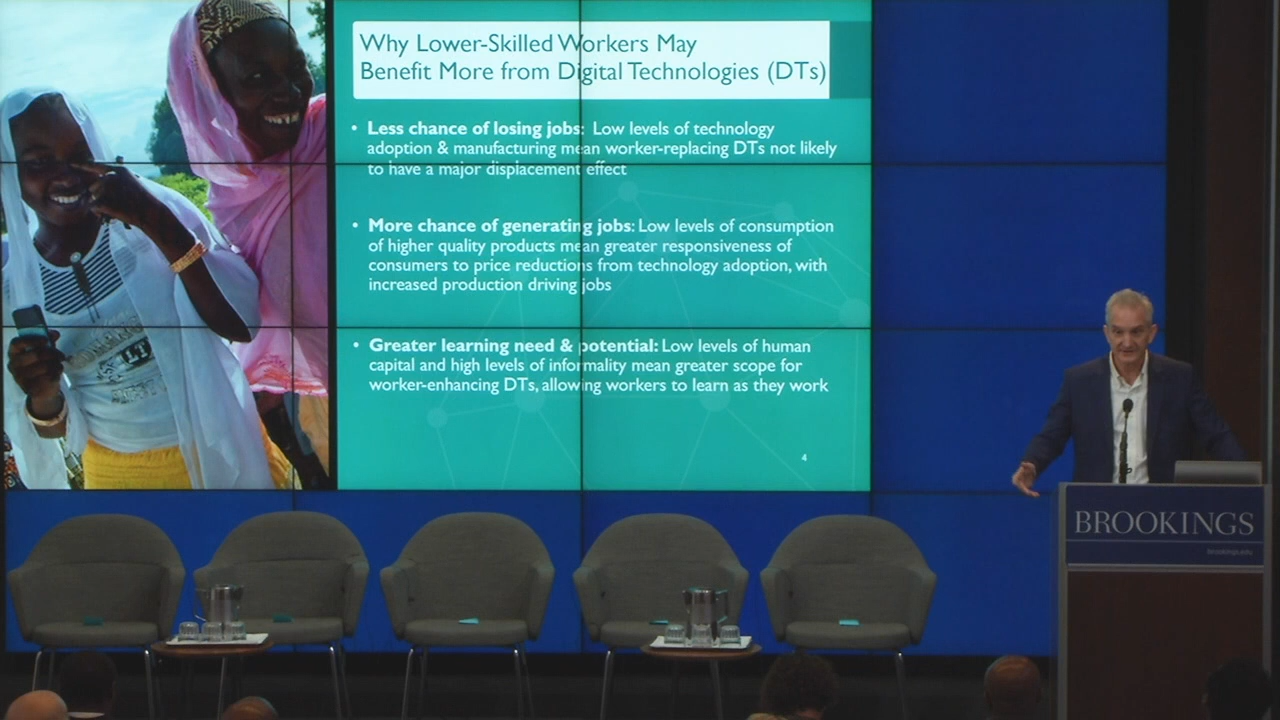 Why Lower-Skilled Workers May
Benefit More from Digital Technologies (DTs)
• Less chance of losing jobs: Low levels of technology
adoption & manufacturing mean worker-replacing DTs not likely
to have a major displacement effect
• More chance of generating jobs: Low levels of consumption
of higher quality products mean greater responsiveness of
consumers to price reductions from technology adoption, with
increased production driving jobs
• Greater learning need & potential: Low levels of human
capital and high levels of informality mean greater scope for
worker-enhancing DTs, allowing workers to learn as they work
4
BROOKINGS
brookings.edu